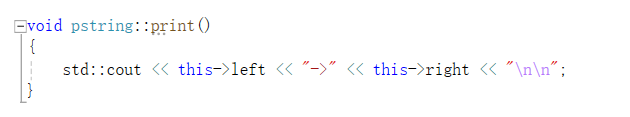 void pstring::print()
{
    std::cout << this->left << "->" << this->right << "\n\n";
}